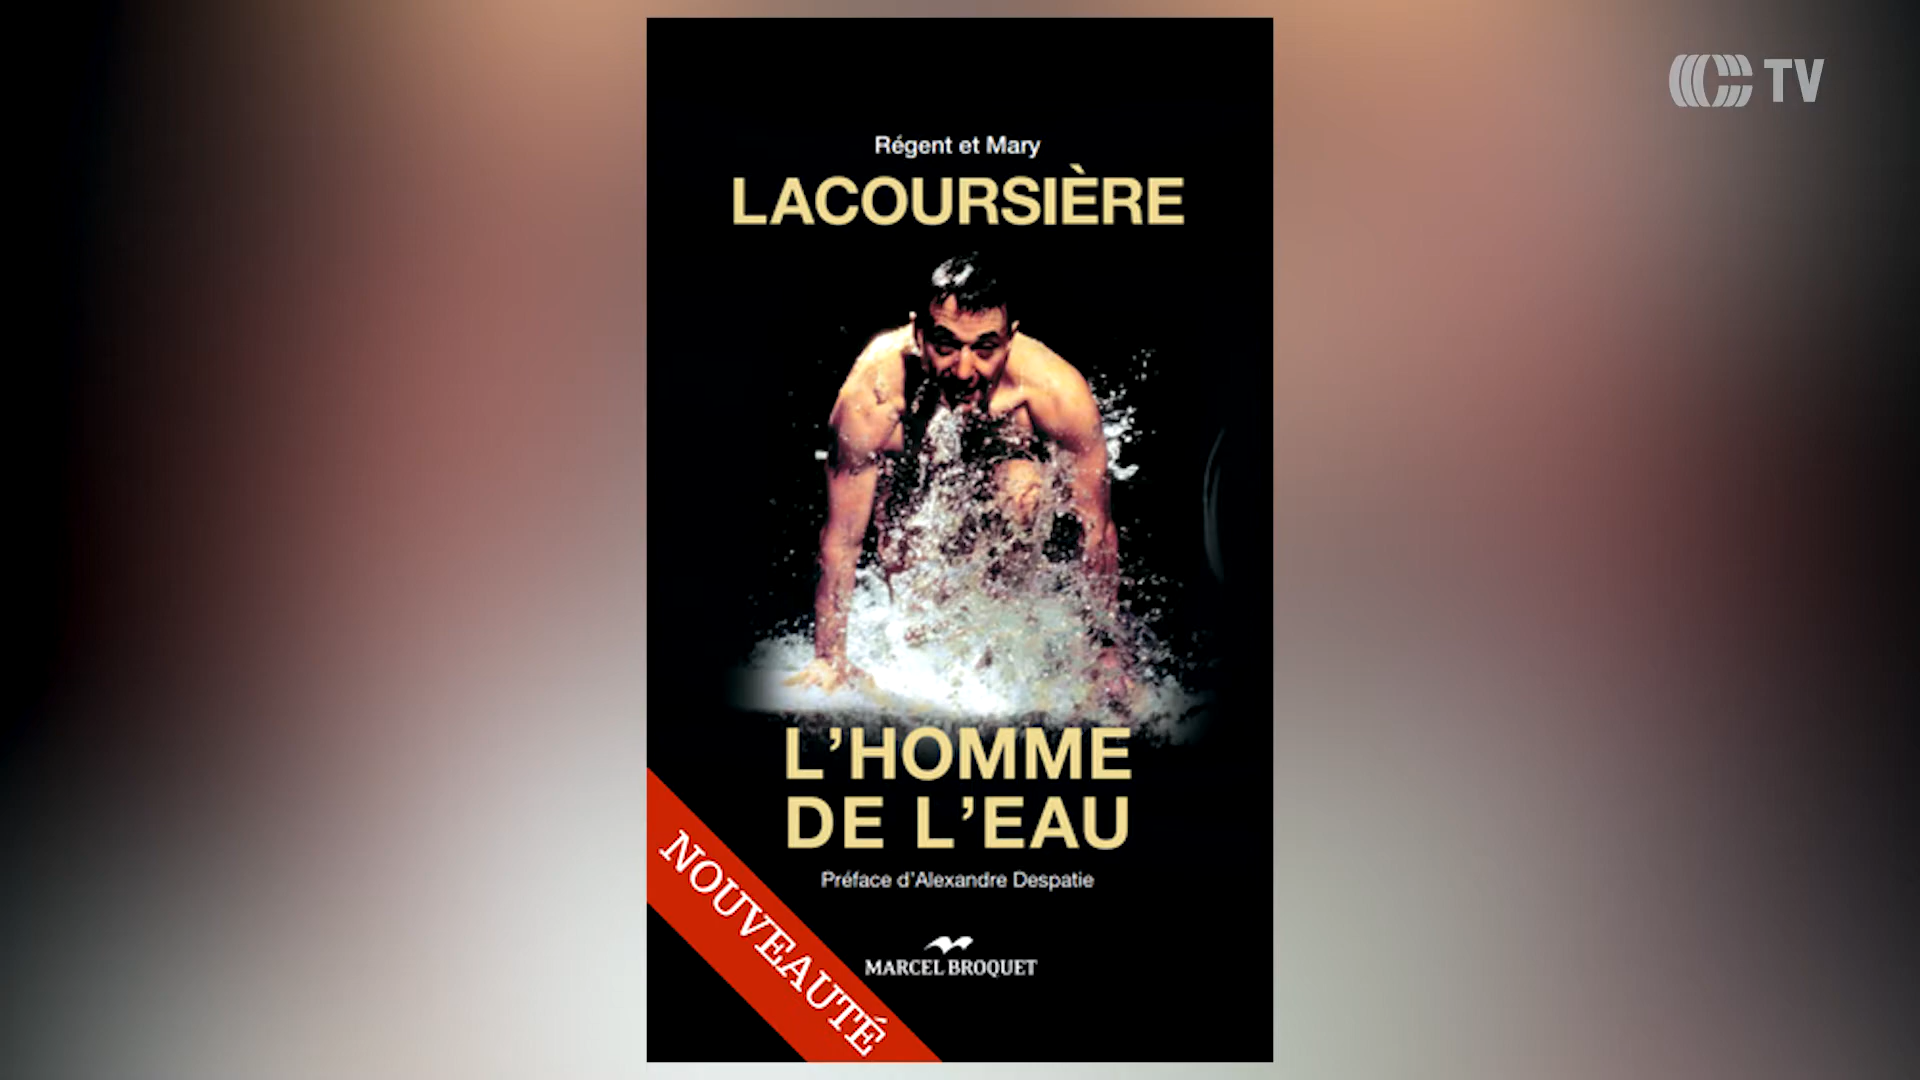 TV
Régent et Mary
LACOURSIÈRE
L'HOMME
DE L'EAU
Préface d'Alexandre Despatie
MARCEL BROQUET
NOUVEAUTÉ